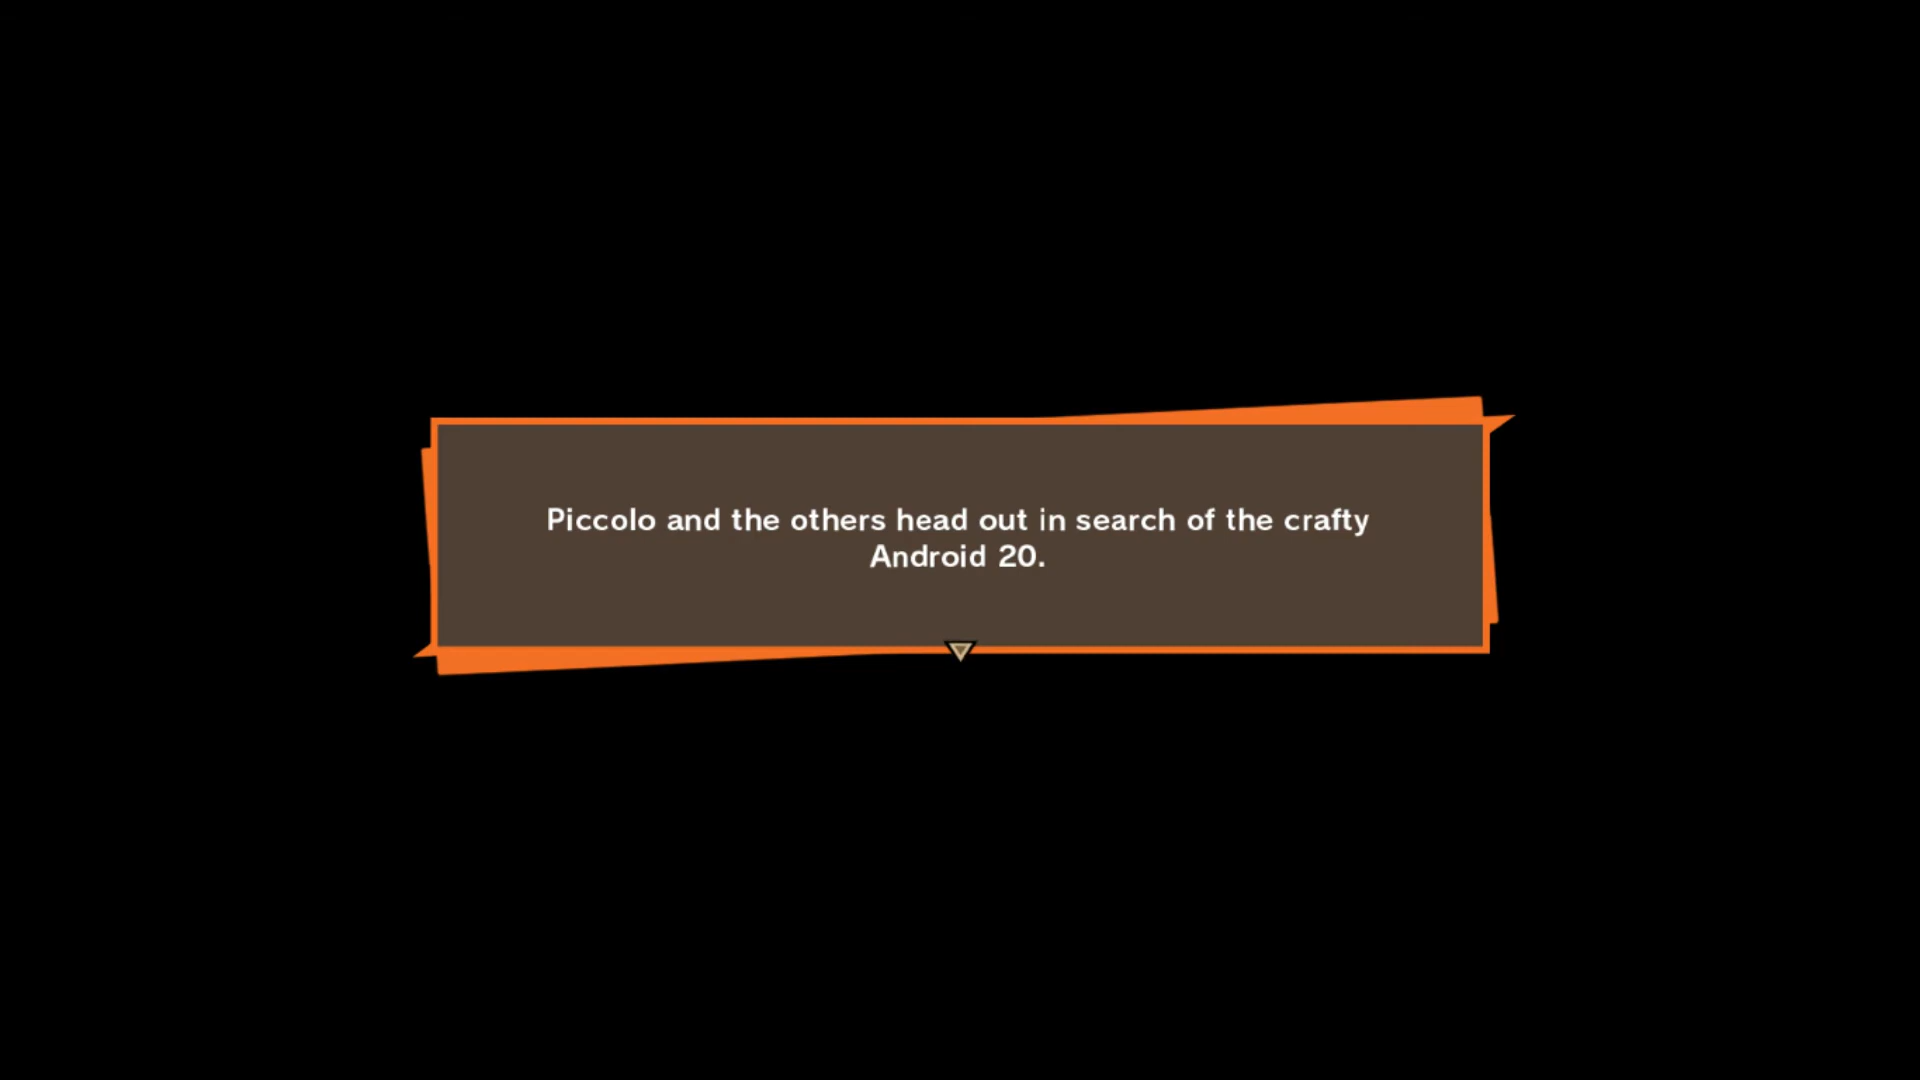 Piccolo and the others head out in search of the crafty
Android 20.